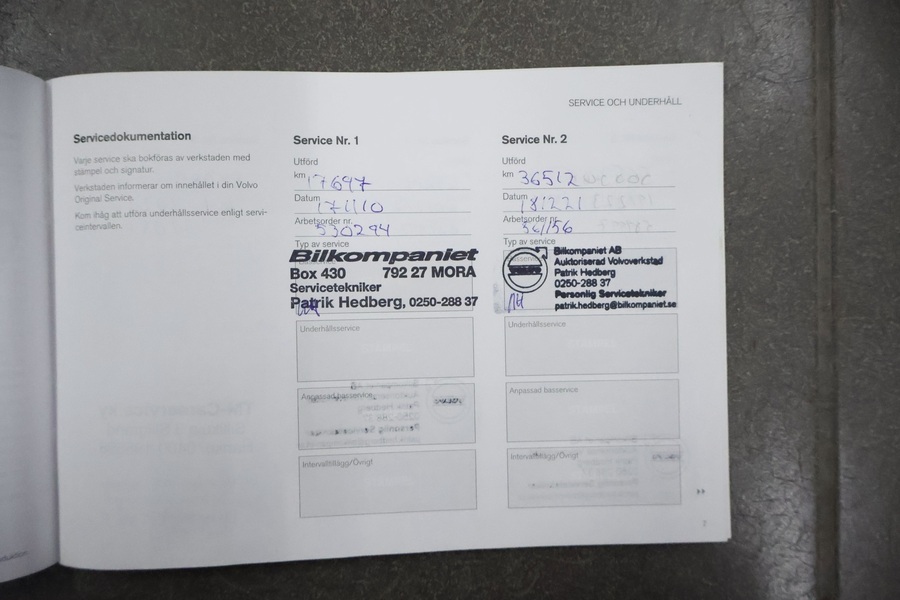 SERVICE OCH UNDERHÅLL
Servicedokumentation
Varje service ska bokföras av verkstaden med
stämpel och signatur.
Verkstaden informerar om innehållet i din Volvo
Original Service.
Kom ihåg att utföra underhållsservice enligt servi-
ceintervallen.
Service Nr. 1
Utförd
km 17697
Datum 171110
Arbetsorder nr. 530294
Typ av service
Bilkompaniet
Box 430 792 27 MORA
Servicetekniker
Patrik Hedberg, 0250-288 37
Underhållsservice
Anpassad basservice
Intervalltillägg/Övrigt
Service Nr. 2
Utförd
km 36512
Datum 181221
Arbetsorder nr.
Typ av service
Bilkompaniet AB
Auktoriserad Volvoverkstad
Patrik Hedberg
0250-288 37
Personlig Servicetekniker
patrik.hedberg@bilkompaniet.se
Underhållsservice
Anpassad basservice
Intervalltillägg/Övrigt
7